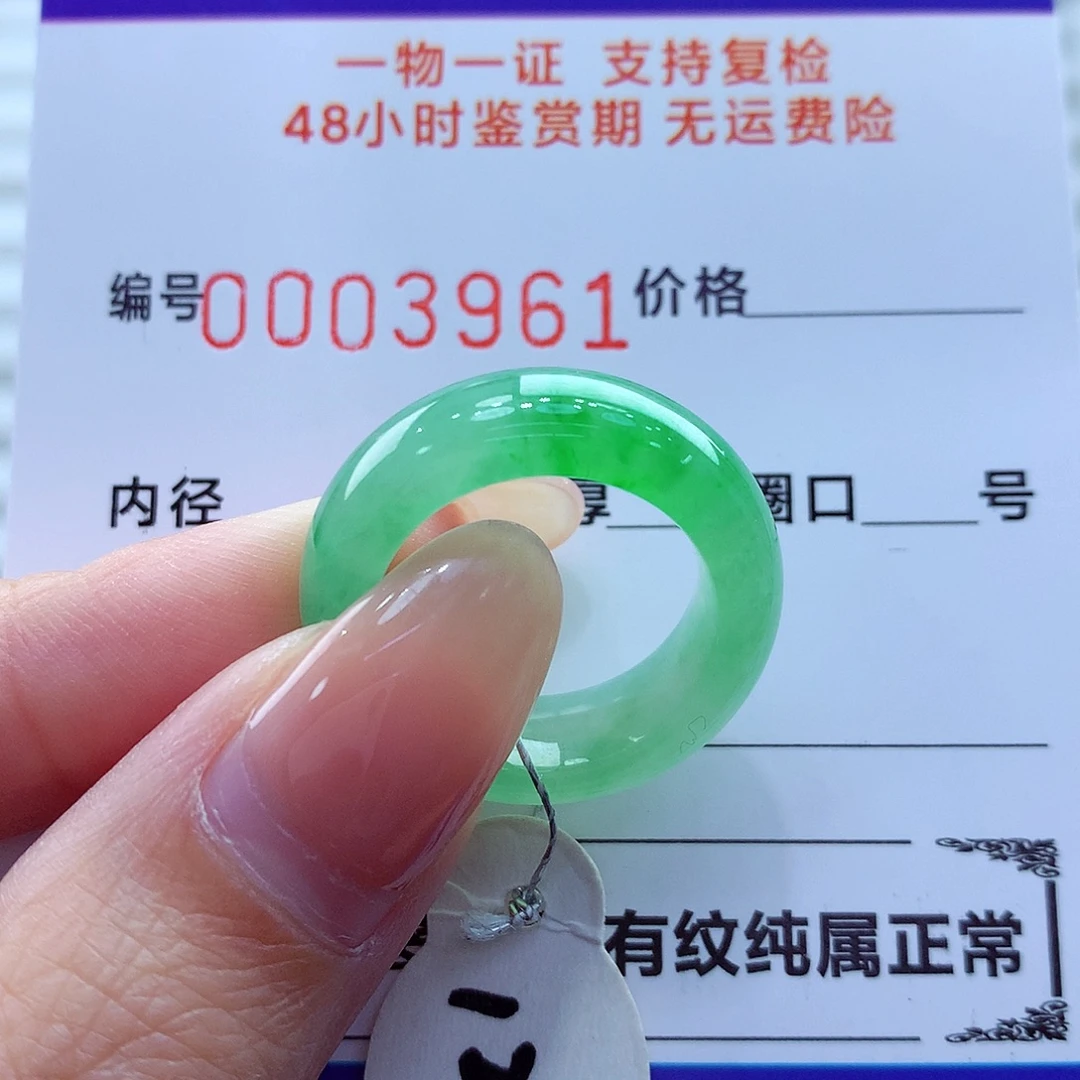 一物一证 支持复检
48小时鉴赏期 无运费险
编号0003961价格
内径 厚 圈口 号
有纹纯属正常